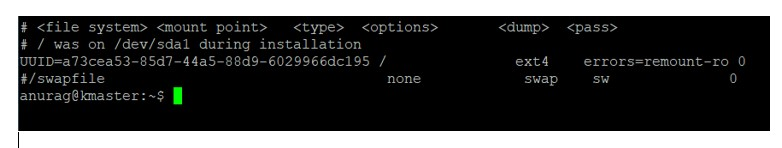 # <file system> <mount point>   <type>  <options>       <dump>  <pass>
# / was on /dev/sda1 during installation
UUID=a73cea53-85d7-44a5-88d9-6029966dc195 /               ext4    errors=remount-ro 0
#/swapfile                                 none            swap    sw              0
anurag@kmaster:~$